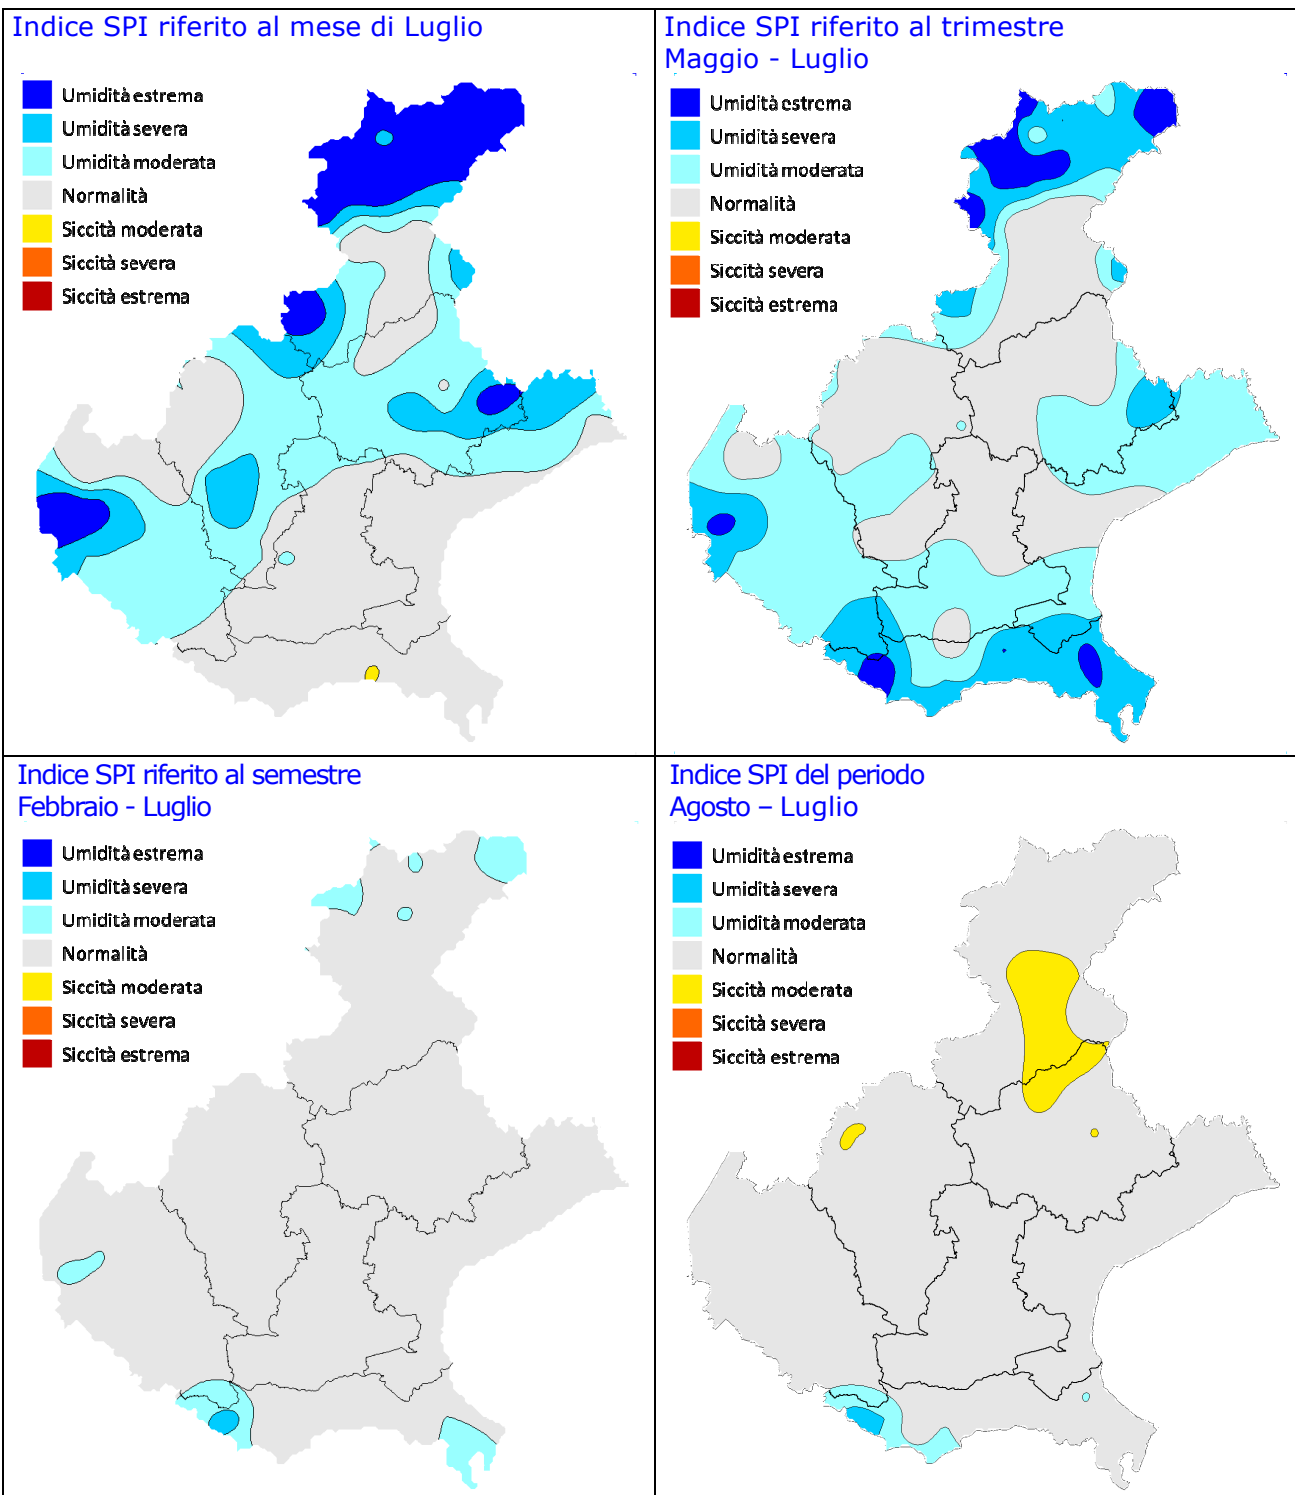 Indice SPI riferito al mese di Luglio
Umidità estrema
Umidità severa
Umidità moderata
Normalità
Siccità moderata
Siccità severa
Siccità estrema
Indice SPI riferito al trimestre
Maggio - Luglio
Umidità estrema
Umidità severa
Umidità moderata
Normalità
Siccità moderata
Siccità severa
Siccità estrema
Indice SPI riferito al semestre
Febbraio - Luglio
Umidità estrema
Umidità severa
Umidità moderata
Normalità
Siccità moderata
Siccità severa
Siccità estrema
Indice SPI del periodo
Agosto – Luglio
Umidità estrema
Umidità severa
Umidità moderata
Normalità
Siccità moderata
Siccità severa
Siccità estrema